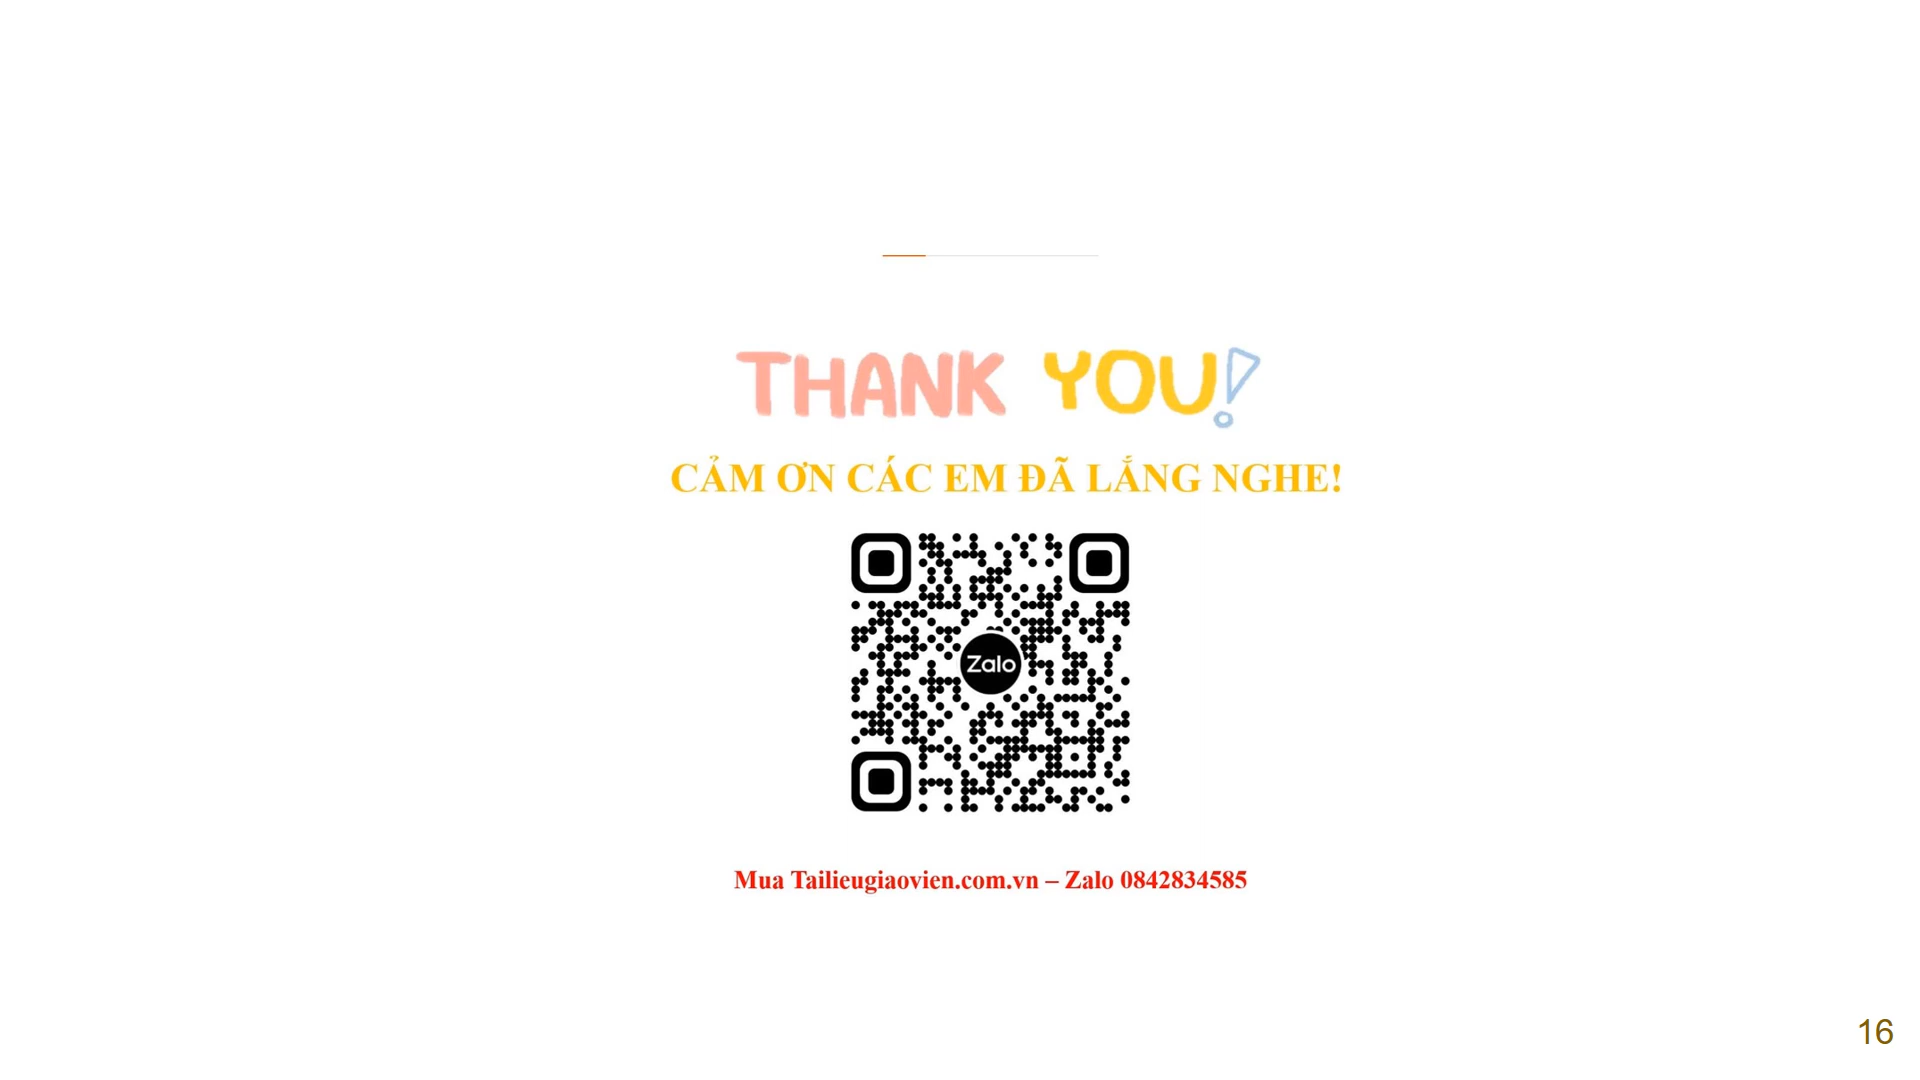 THANK YOU!
CẢM ƠN CÁC EM ĐÃ LẮNG NGHE!
Zalo
Mua Tailieugiaovien.com.vn – Zalo 0842834585
16